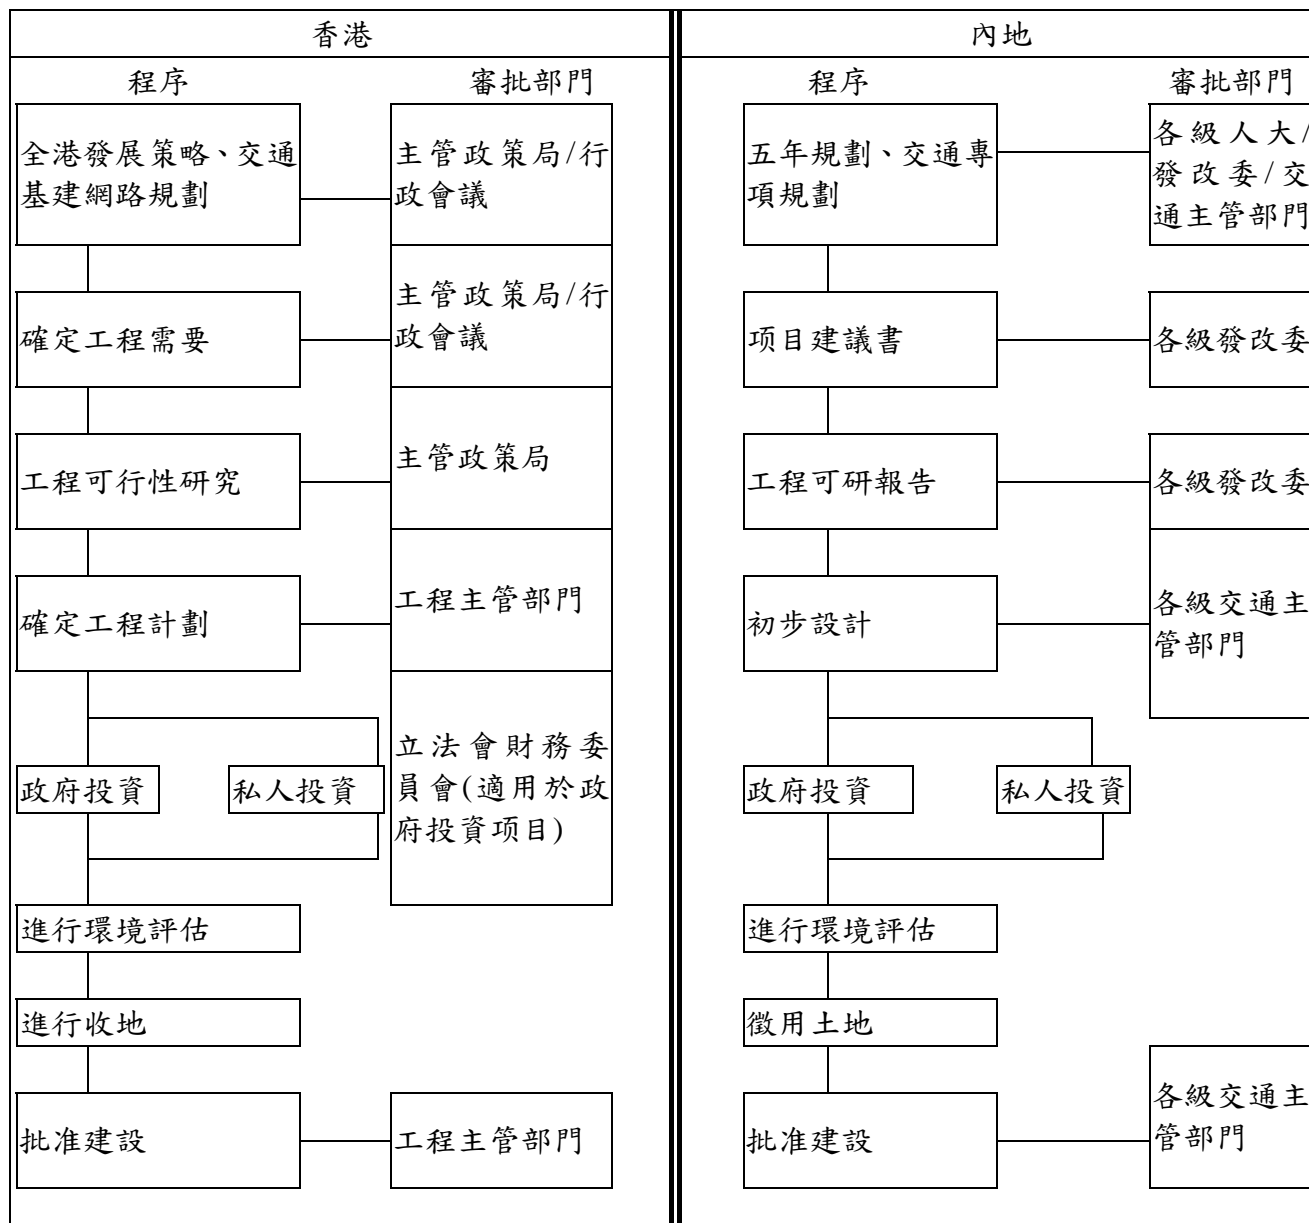 香港
程序
審批部門
全港發展策略、交通
基建網路規劃
主管政策局/行
政會議
確定工程需要
主管政策局/行
政會議
工程可行性研究
主管政策局
確定工程計劃
工程主管部門
政府投資
私人投資
立法會財務委
員會(適用於政
府投資项目)
進行環境評估
進行收地
批准建設
工程主管部門
內地
程序
審批部門
五年規劃、交通專
項規劃
各級人大/
發改委/交
通主管部門
项目建議書
各級發改委
工程可研報告
各級發改委
初步設計
各級交通主
管部門
政府投資
私人投資
進行環境評估
徵用土地
批准建設
各級交通主
管部門